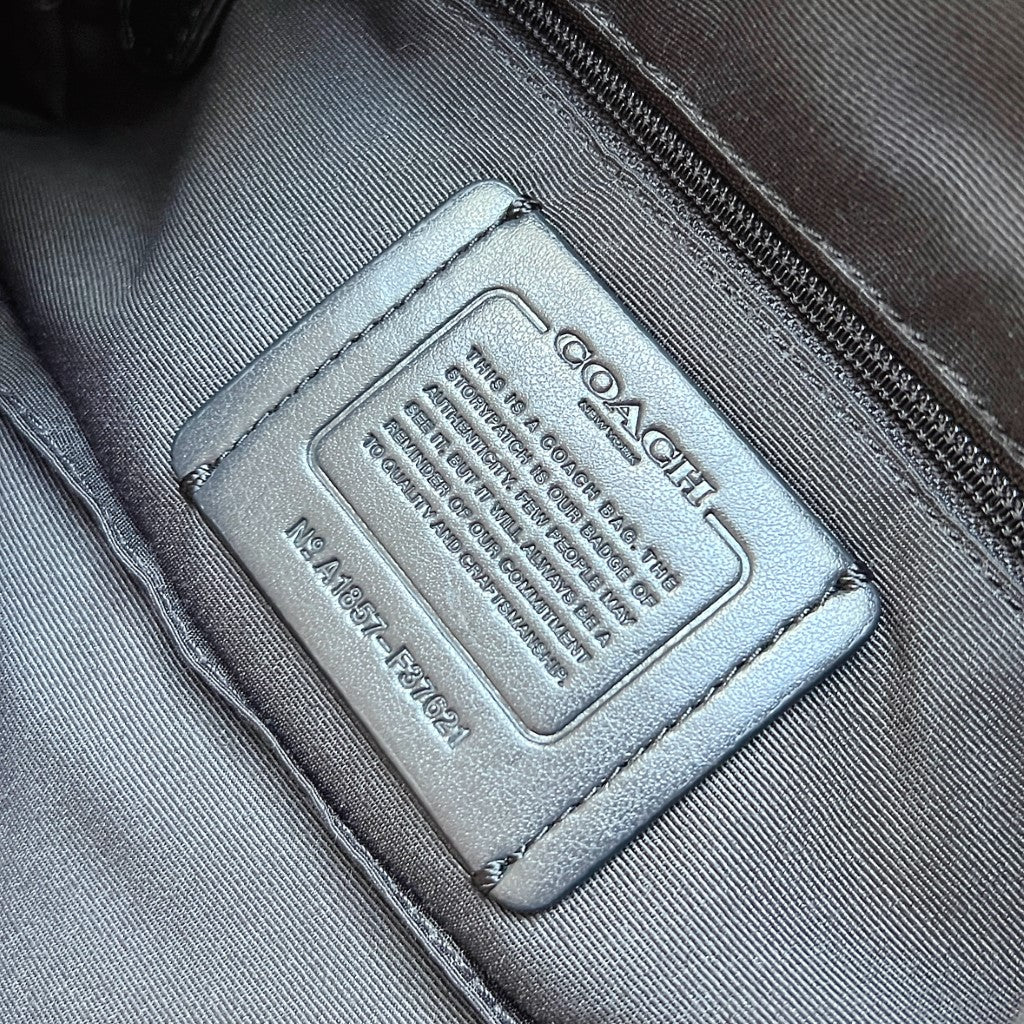 COACH
NEW YORK
THIS IS A COACH BAG. THE
STORYPATCH IS OUR BADGE OF
AUTHENTICITY. FEW PEOPLE MAY
SEE IT, BUT IT WILL ALWAYS BE A
REMINDER OF OUR COMMITMENT
TO QUALITY AND CRAFTSMANSHIP.
Nº A1857-F37621